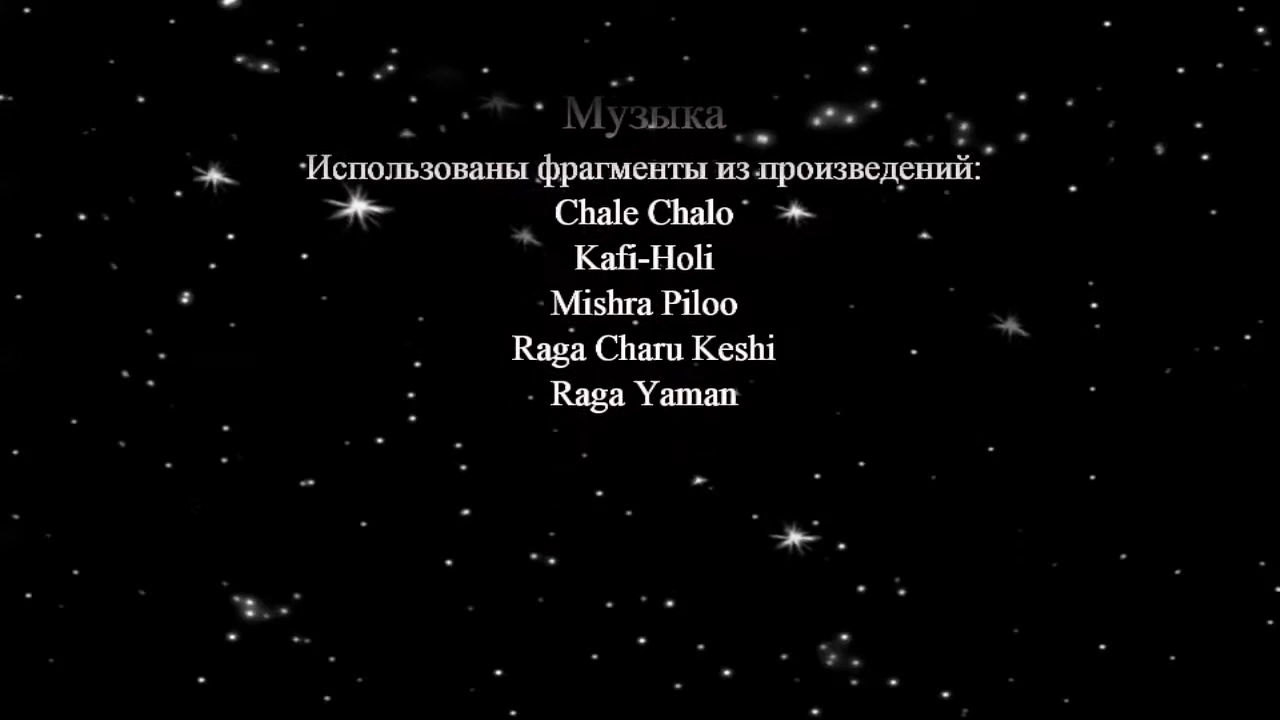 Музыка
Использованы фрагменты из произведений:
Chale Chalo
Kafi-Holi
Mishra Piloo
Raga Charu Keshi
Raga Yaman